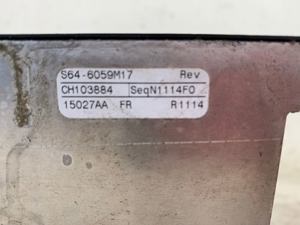 S64-6059M17 Rev
CH103884 SeqN1114F0
15027AA FR R1114